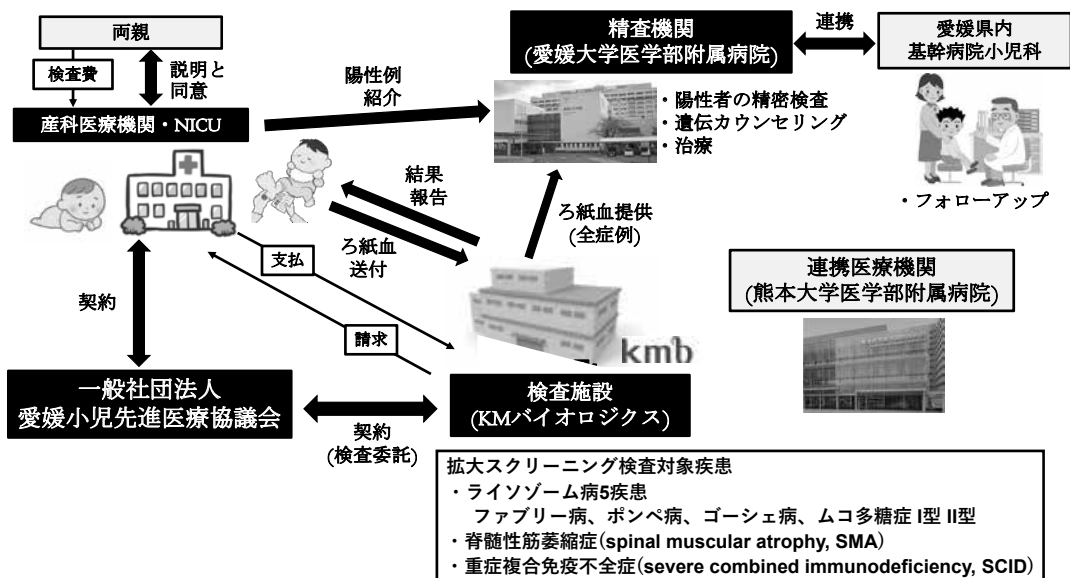 両親
検査費
説明と
同意
産科医療機関・NICU
陽性例
紹介
精査機関
(愛媛大学医学部附属病院)
連携
愛媛県内
基幹病院小児科
・陽性者の精密検査
・遺伝カウンセリング
・治療
・フォローアップ
結果
報告
ろ紙血
送付
ろ紙血提供
(全症例)
支払
請求
契約
連携医療機関
(熊本大学医学部附属病院)
kmb
一般社団法人
愛媛小児先進医療協議会
契約
(検査委託)
検査施設
(KMバイオロジクス)
拡大スクリーニング検査対象疾患
・ライソゾーム病5疾患
ファブリー病、ポンペ病、ゴーシェ病、ムコ多糖症 I型 II型
・脊髄性筋萎縮症(spinal muscular atrophy, SMA)
・重症複合免疫不全症(severe combined immunodeficiency, SCID)